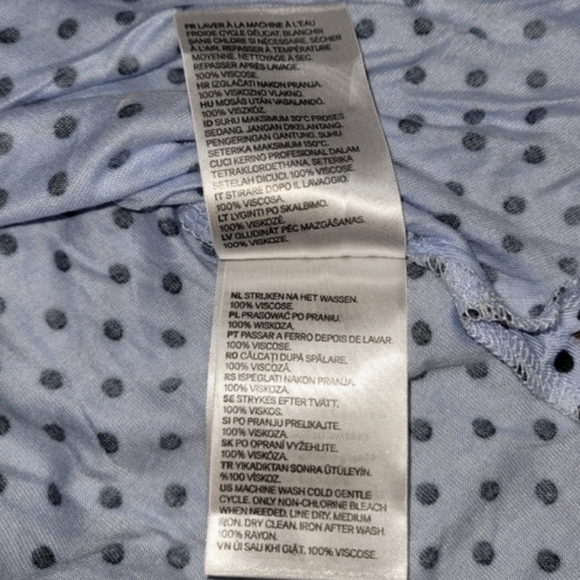 FR LAVER À LA MACHINE À L'EAU
FROIDE CYCLE DÉLICAT, BLANCHIR
SANS CHLORE SI NÉCESSAIRE, SÉCHER
À L'AIR, REPASSER À TEMPÉRATURE
MOYENNE, NETTOYAGE À SEC.
REPASSER APRÈS LAVAGE.
100% VISCOSE.
HR IZGLAČATI NAKON PRANJA.
100% VISKOZNO VLAKNO.
HU MOSÁS UTÁN VASALANDÓ.
100% VISZKÓZ.
ID SUHU MAKSIMUM 30°C PROSES
SEDANG. JANGAN DIKELANTANG.
PENGERINGAN GANTUNG. SUHU
SETERIKA MAKSIMUM 150°C.
CUCI KERING PROFESIONAL DALAM
TETRAKLOROETHANA. SETERIKA
SETELAH DICUCI. 100% VISCOSE.
IT STIRARE DOPO IL LAVAGGIO.
100% VISCOSA.
LT LYGINTI PO SKALBIMO.
100% VISKOZĖ.
LV GLUDINĀT PĒC MAZGĀŠANAS.
100% VISKOZE.
NL STRIJKEN NA HET WASSEN.
100% VISCOSE.
PL PRASOWAĆ PO PRANIU.
100% WISKOZA.
PT PASSAR A FERRO DEPOIS DE LAVAR.
100% VISCOSE.
RO CĂLCAȚI DUPĂ SPĂLARE.
100% VISCOZĂ.
RS ISPEGLATI NAKON PRANJA.
100% VISKOZA.
SE STRYKES EFTER TVÄTT.
100% VISKOS.
SI PO PRANJU PRELIKAJTE.
100% VISKOZA.
SK PO OPRANÍ VYŽEHLITE.
100% VISKÓZA.
TR YIKADIKTAN SONRA ÜTÜLEYİN.
%100 VİSKOZ.
US MACHINE WASH COLD GENTLE
CYCLE. ONLY NON-CHLORINE BLEACH
WHEN NEEDED. LINE DRY. MEDIUM
IRON. DRY CLEAN. IRON AFTER WASH.
100% RAYON.
VN ỦI SAU KHI GIẶT. 100% VISCOSE.